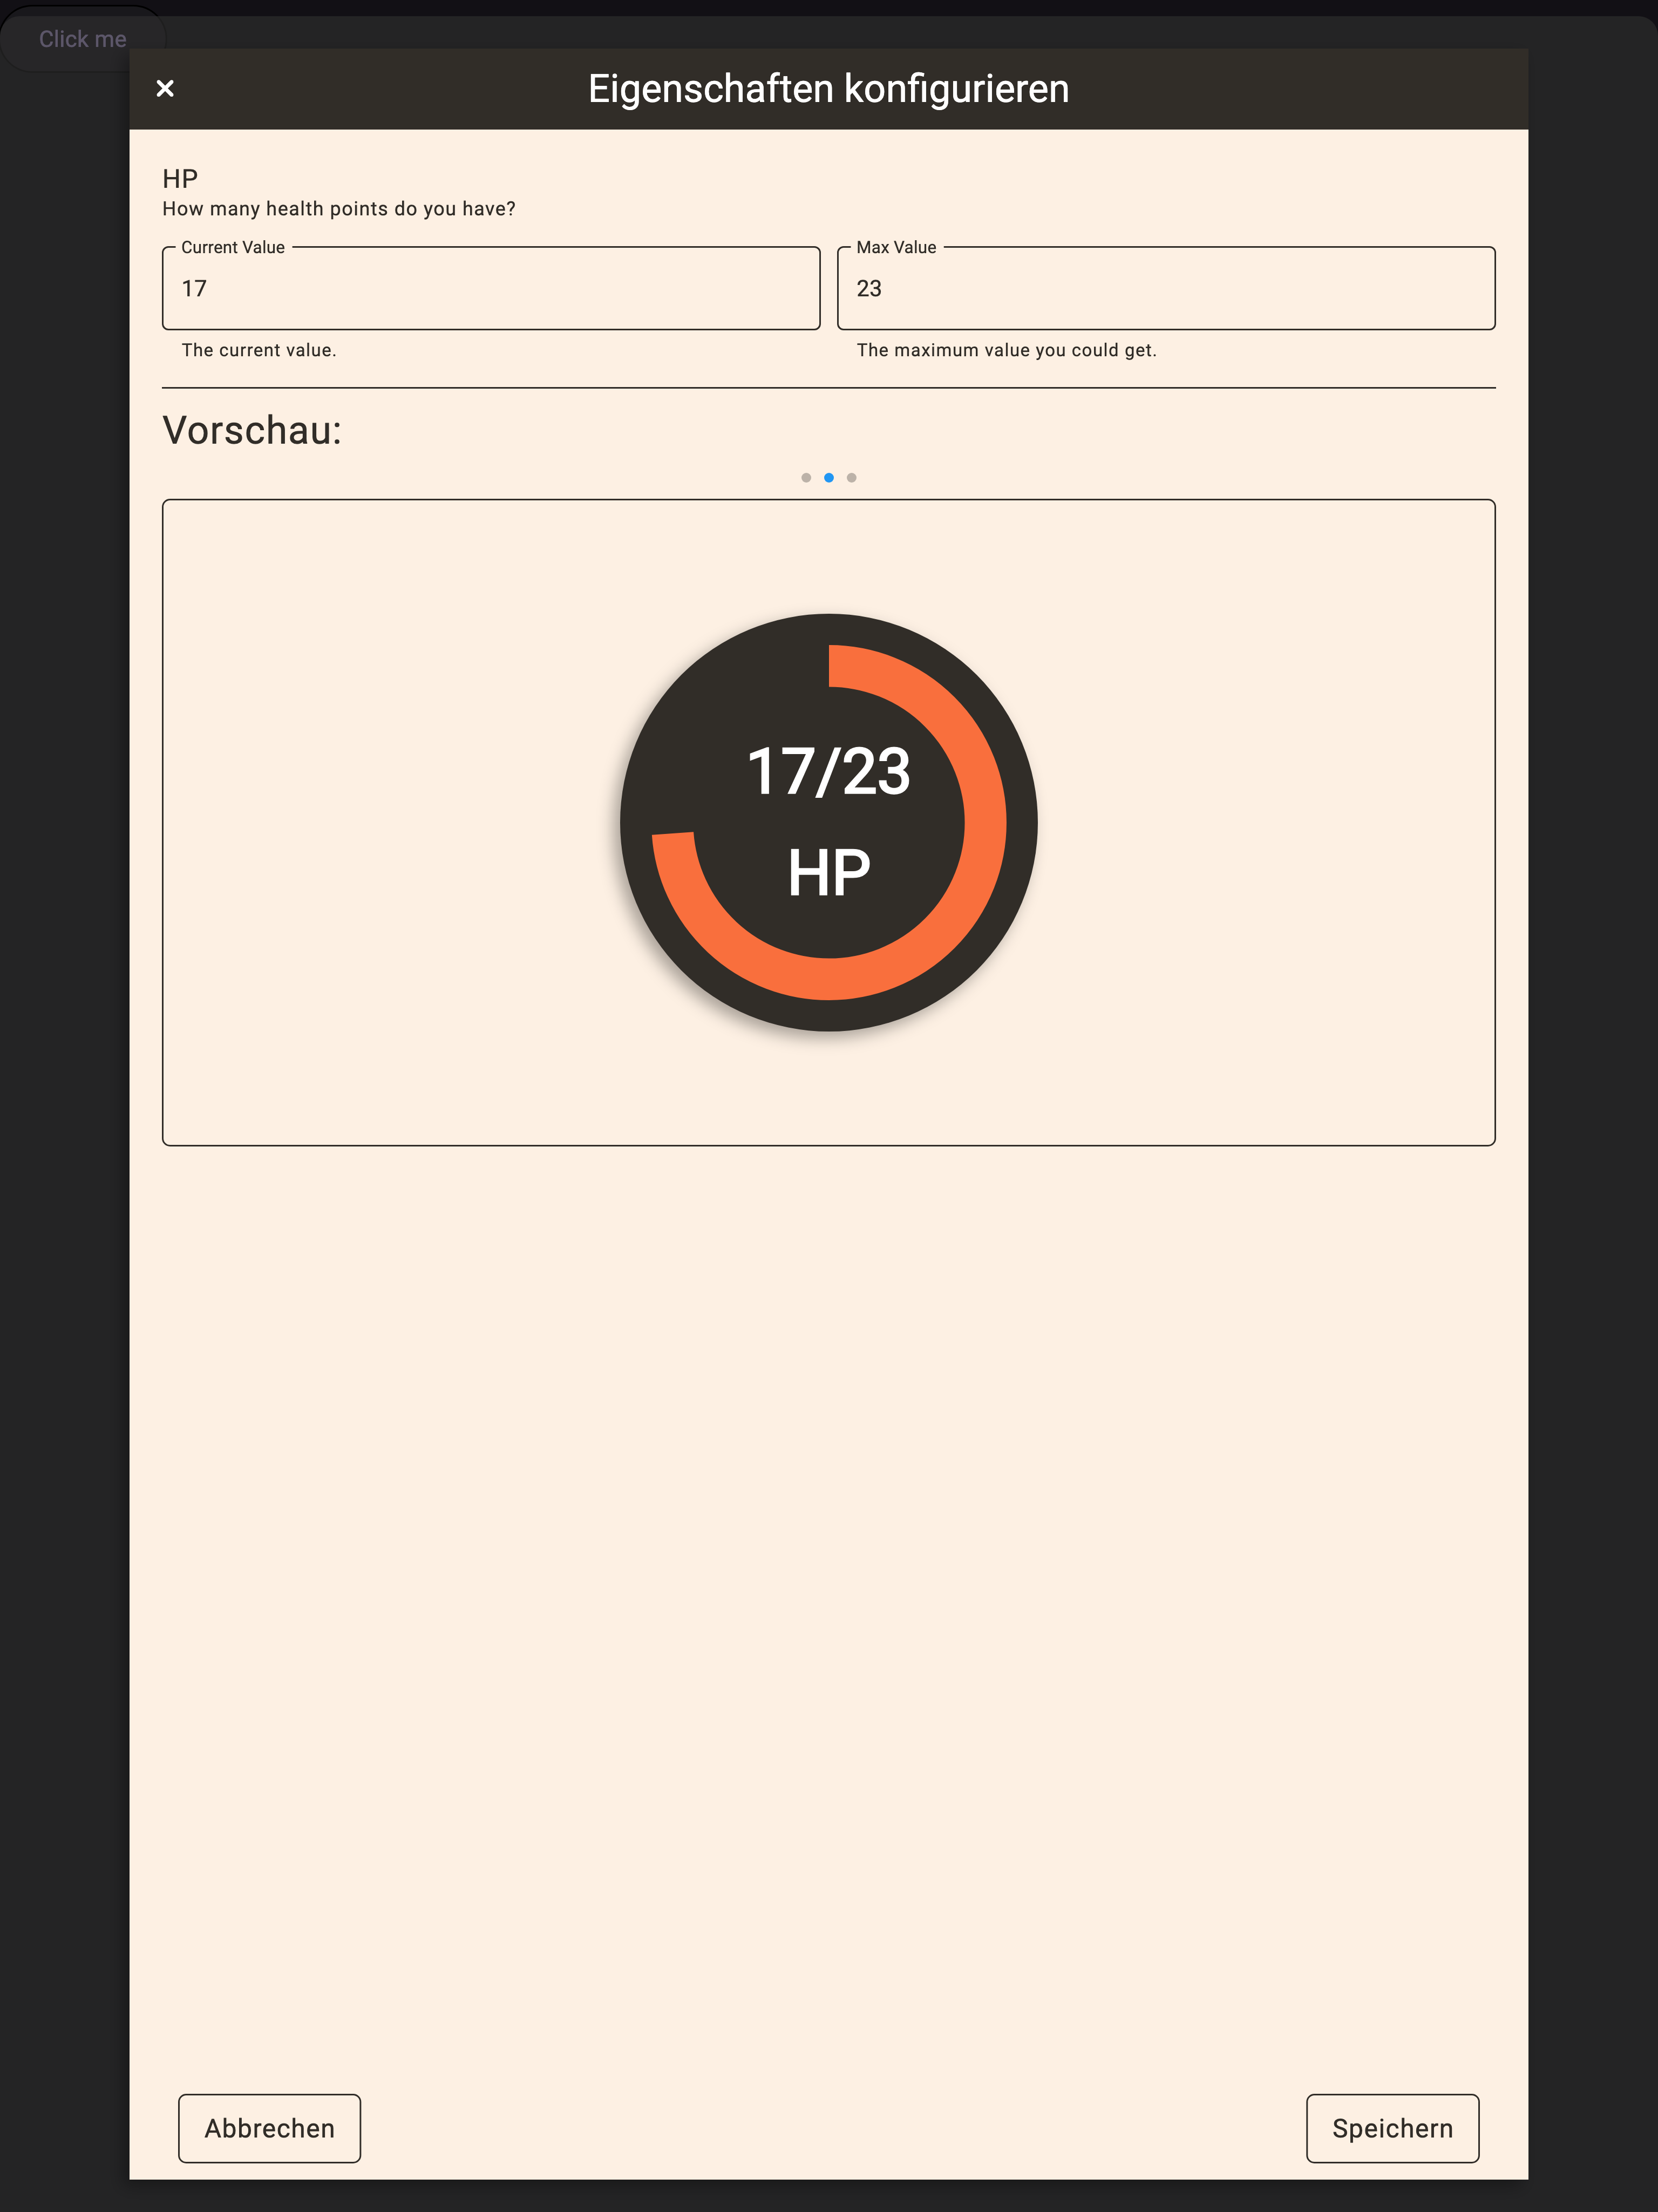 Click me
Eigenschaften konfigurieren
HP
How many health points do you have?
Current Value
17
The current value.
Max Value
23
The maximum value you could get.
Vorschau:
17/23
HP
Abbrechen
Speichern